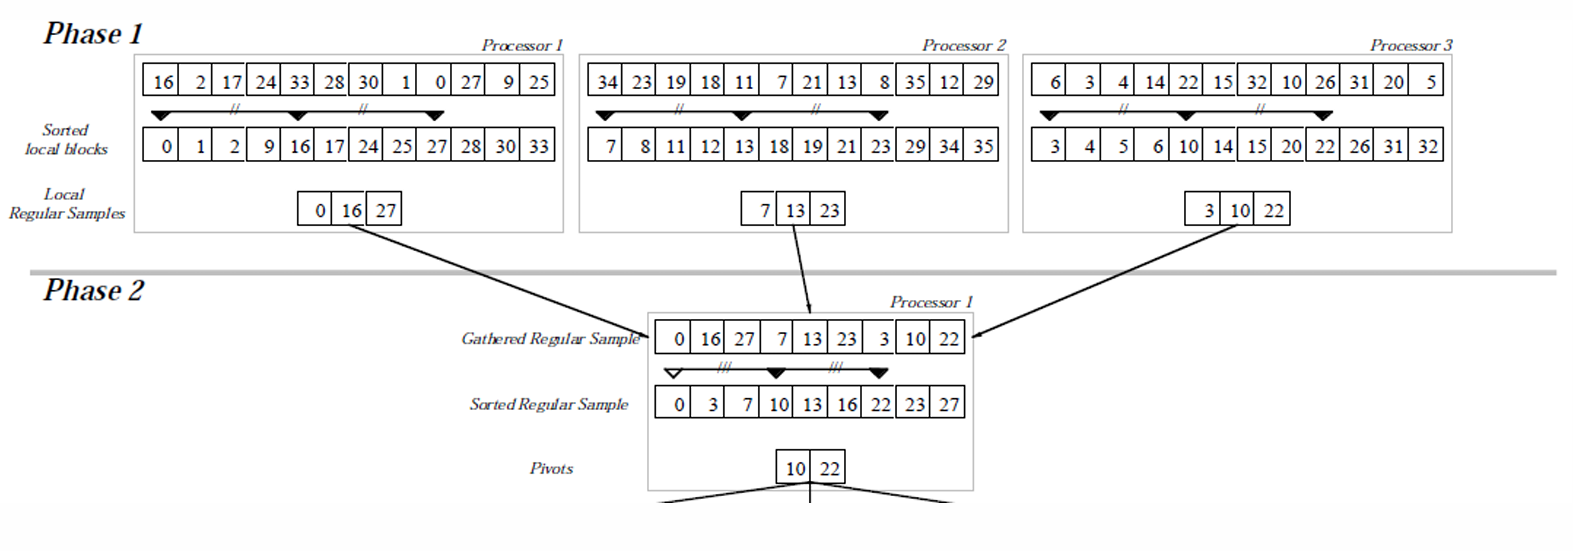 Phase 1
Processor 1
Processor 2
Processor 3
16 2 17 24 33 28 30 1 0 27 9 25
34 23 19 18 11 7 21 13 8 35 12 29
6 3 4 14 22 15 32 10 26 31 20 5
// //
// //
// //
Sorted
local blocks
0 1 2 9 16 17 24 25 27 28 30 33
7 8 11 12 13 18 19 21 23 29 34 35
3 4 5 6 10 14 15 20 22 26 31 32
Local
Regular Samples
0 16 27
7 13 23
3 10 22
Phase 2
Processor 1
Gathered Regular Sample
0 16 27 7 13 23 3 10 22
/// ///
Sorted Regular Sample
0 3 7 10 13 16 22 23 27
Pivots
10 22